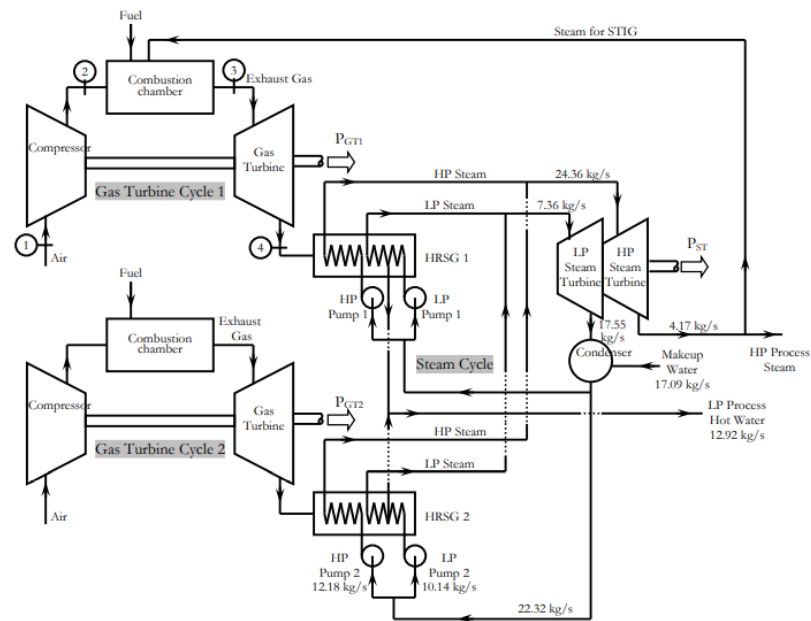 Fuel
Steam for STIG
2
3
Combustion
chamber
Exhaust Gas
Compressor
Gas
Turbine
P_GT1
HP Steam
24.36 kg/s
Gas Turbine Cycle 1
LP Steam
7.36 kg/s
1
Air
4
HRSG 1
LP
Steam
Turbine
HP
Steam
Turbine
P_ST
Fuel
HP
Pump 1
LP
Pump 1
Exhaust
Gas
Combustion
chamber
17.55
kg/s
4.17 kg/s
Condenser
HP Process
Steam
Steam Cycle
Makeup
Water
17.09 kg/s
Compressor
Gas
Turbine
P_GT2
LP Process
Hot Water
12.92 kg/s
Gas Turbine Cycle 2
HP Steam
LP Steam
Air
HRSG 2
HP
Pump 2
12.18 kg/s
LP
Pump 2
10.14 kg/s
22.32 kg/s